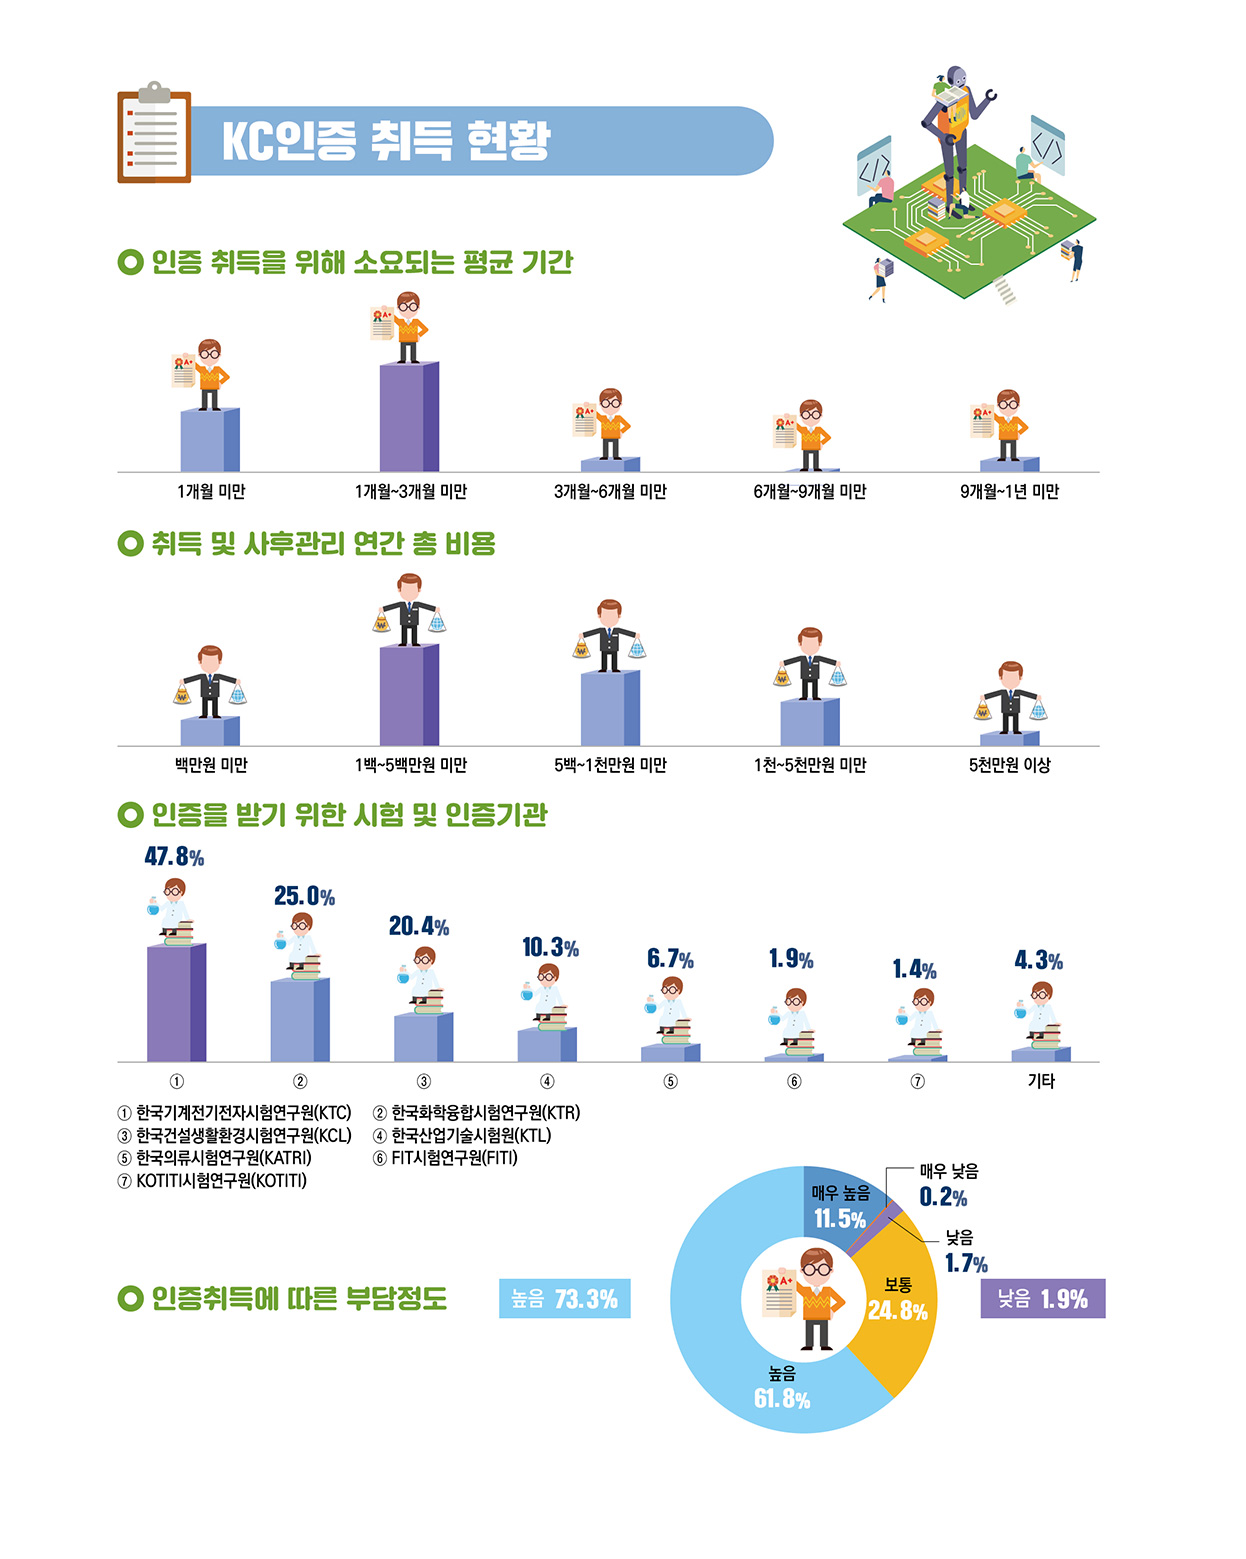 KC인증 취득 현황
인증 취득을 위해 소요되는 평균 기간
A+ A+ A+ A+ A+
1개월 미만 1개월~3개월 미만 3개월~6개월 미만 6개월~9개월 미만 9개월~1년 미만
취득 및 사후관리 연간 총 비용
₩ ₩ ₩ ₩ ₩
백만원 미만 1백~5백만원 미만 5백~1천만원 미만 1천~5천만원 미만 5천만원 이상
인증을 받기 위한 시험 및 인증기관
47.8% 25.0% 20.4% 10.3% 6.7% 1.9% 1.4% 4.3%
① ② ③ ④ ⑤ ⑥ ⑦ 기타
① 한국기계전기전자시험연구원(KTC) ② 한국화학융합시험연구원(KTR)
③ 한국건설생활환경시험연구원(KCL) ④ 한국산업기술시험원(KTL)
⑤ 한국의류시험연구원(KATRI) ⑥ FIT시험연구원(FITI)
⑦ KOTITI시험연구원(KOTITI)
인증취득에 따른 부담정도
높음 73.3%
매우 높음
11.5%
매우 낮음
0.2%
낮음
1.7%
보통
24.8%
A+
높음
61.8%
낮음 1.9%